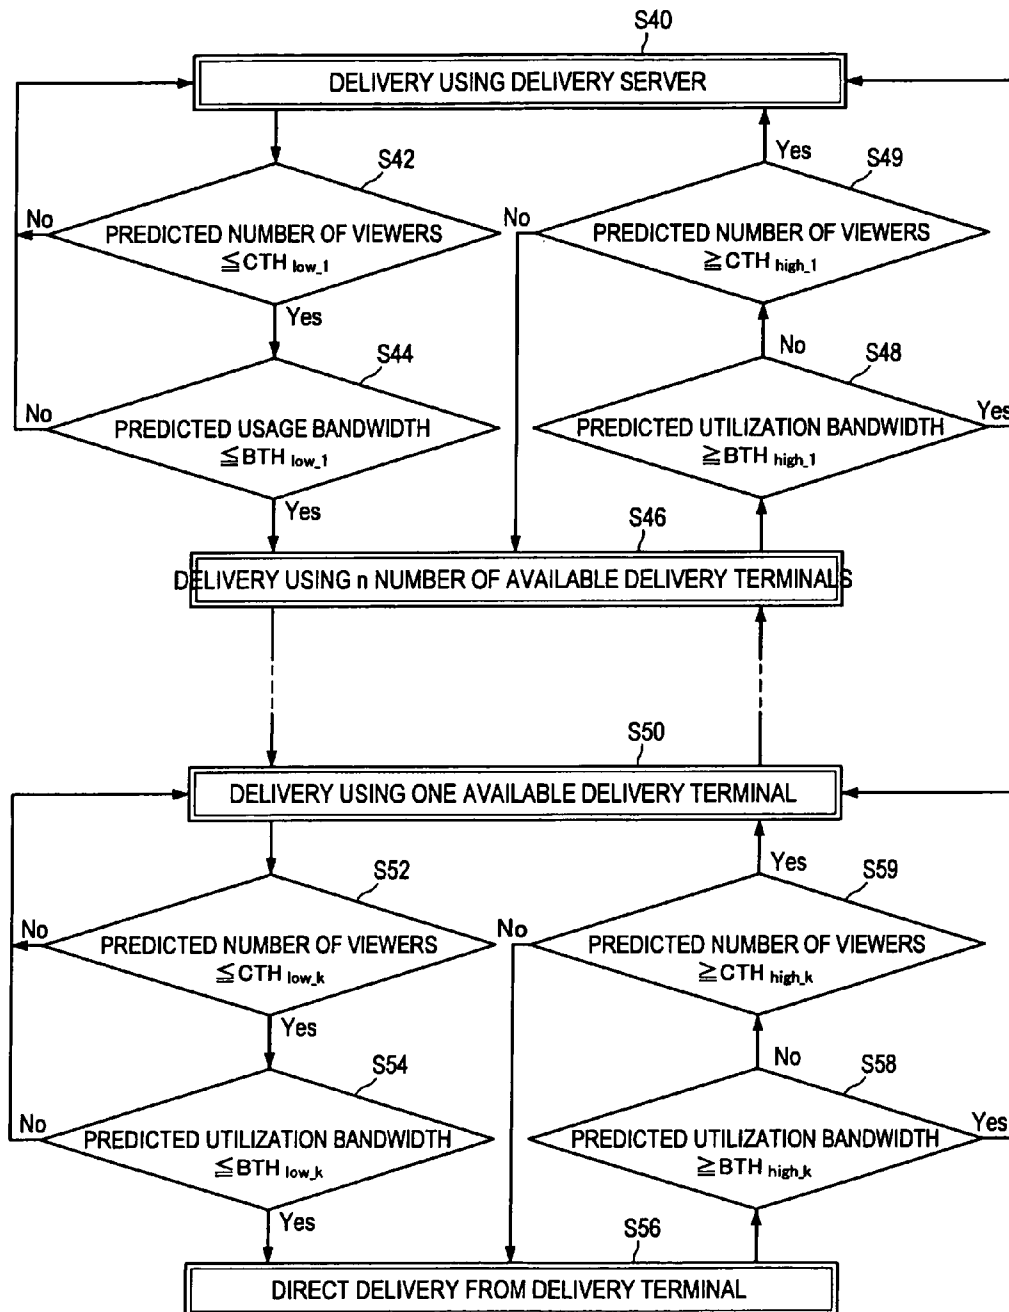 S40
DELIVERY USING DELIVERY SERVER
S42
PREDICTED NUMBER OF VIEWERS
≦CTH low_1
No
Yes
S49
PREDICTED NUMBER OF VIEWERS
≧CTH high_1
Yes
No
S44
PREDICTED USAGE BANDWIDTH
≦BTH low_1
No
Yes
S48
PREDICTED UTILIZATION BANDWIDTH
≧BTH high_1
No
Yes
S46
DELIVERY USING n NUMBER OF AVAILABLE DELIVERY TERMINALS
S50
DELIVERY USING ONE AVAILABLE DELIVERY TERMINAL
S52
PREDICTED NUMBER OF VIEWERS
≦CTH low_k
No
Yes
S59
PREDICTED NUMBER OF VIEWERS
≧CTH high_k
Yes
No
S54
PREDICTED UTILIZATION BANDWIDTH
≦BTH low_k
No
Yes
S58
PREDICTED UTILIZATION BANDWIDTH
≧BTH high_k
No
Yes
S56
DIRECT DELIVERY FROM DELIVERY TERMINAL